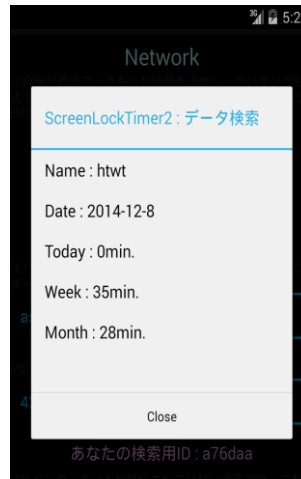 3G 5:2
Network
ScreenLockTimer2 : データ検索
Name : htwt
Date : 2014-12-8
Today : 0min.
Week : 35min.
Month : 28min.
Close
あなたの検索用ID : a76daa